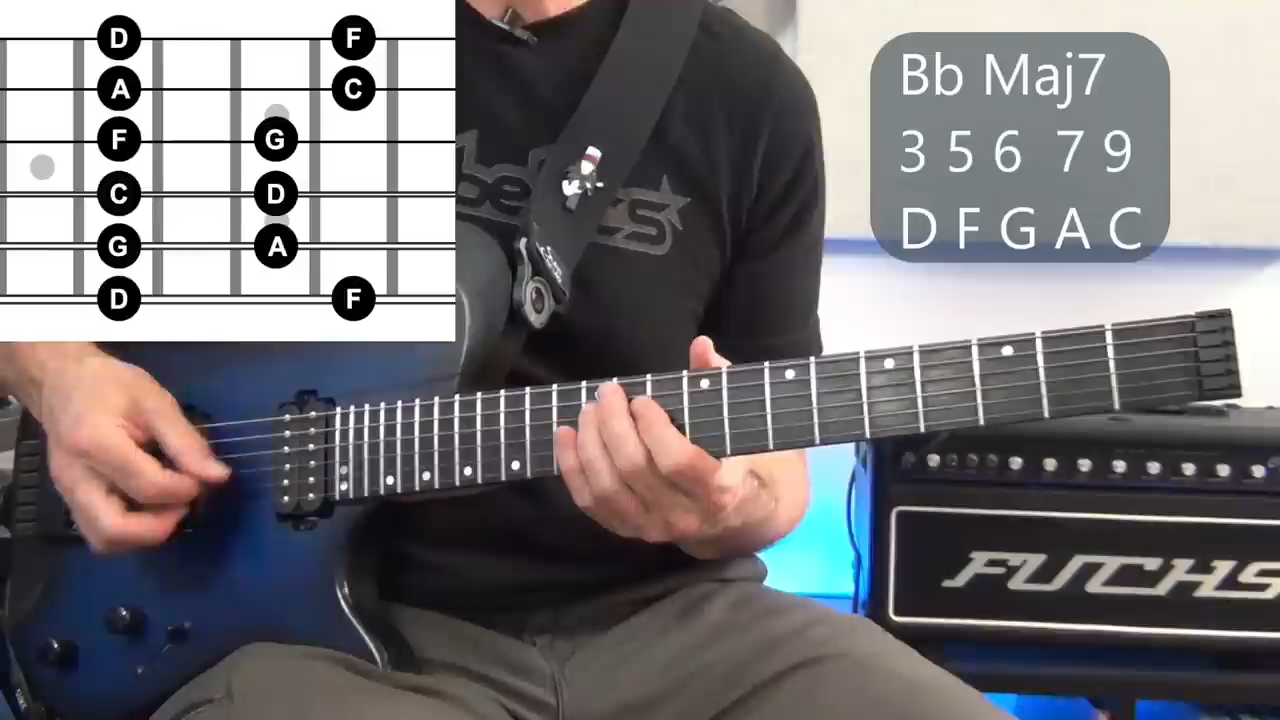 D F
A C
F G
C D
G A
D F
Bb Maj7
3 5 6 7 9
D F G A C
FUCHS